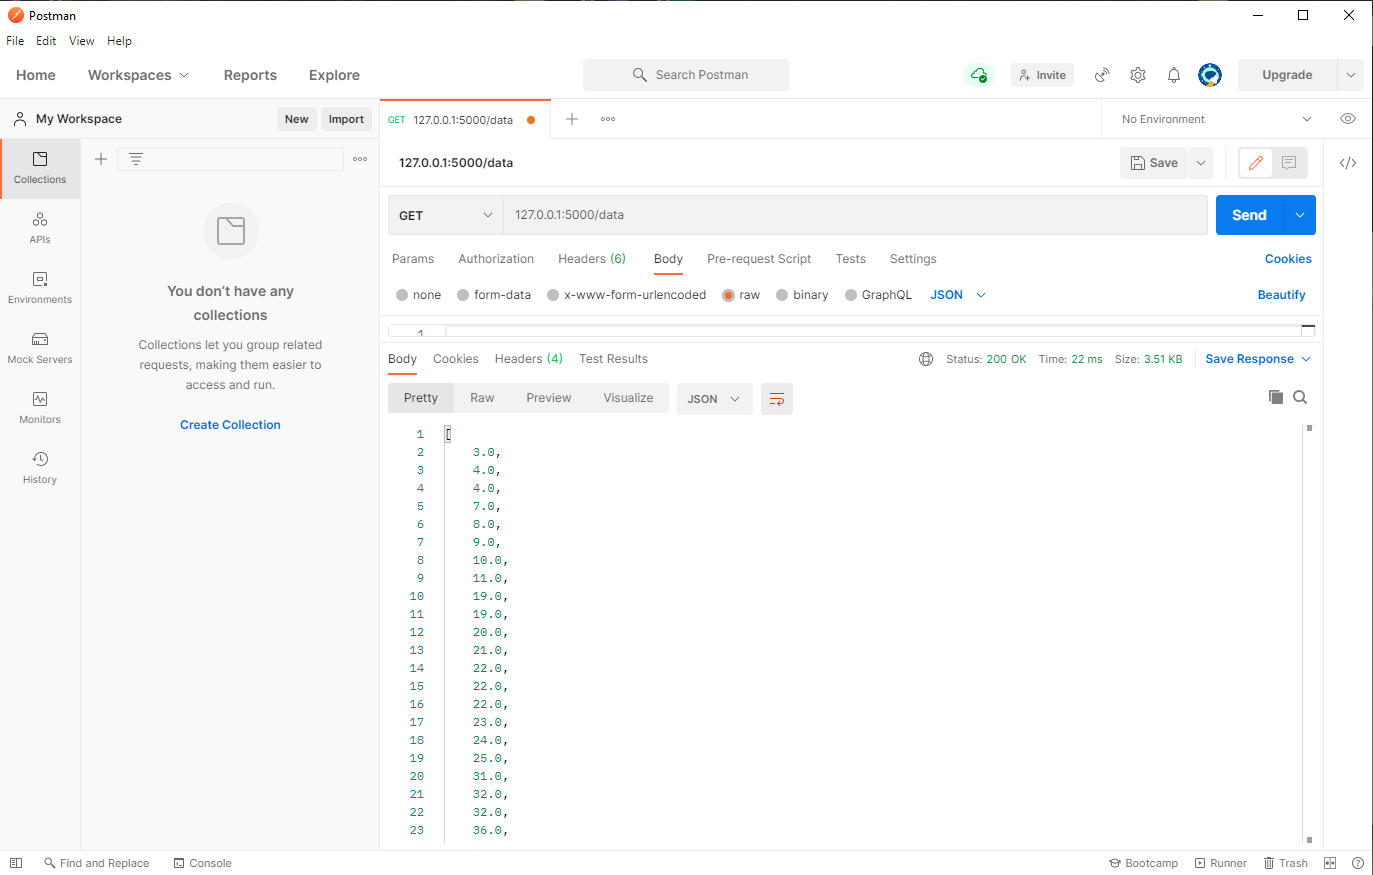 Postman
File Edit View Help
Home Workspaces Reports Explore Search Postman Invite Upgrade
My Workspace New Import GET 127.0.0.1:5000/data No Environment
Collections
127.0.0.1:5000/data Save
GET 127.0.0.1:5000/data Send
APIs
Params Authorization Headers (6) Body Pre-request Script Tests Settings Cookies
Environments
none form-data x-www-form-urlencoded raw binary GraphQL JSON Beautify
You don't have any
collections
1
Mock Servers
Collections let you group related
requests, making them easier to
access and run.
Body Cookies Headers (4) Test Results Status: 200 OK Time: 22 ms Size: 3.51 KB Save Response
Monitors
Pretty Raw Preview Visualize JSON
Create Collection
History
1 [
2 3.0,
3 4.0,
4 4.0,
5 7.0,
6 8.0,
7 9.0,
8 10.0,
9 11.0,
10 19.0,
11 19.0,
12 20.0,
13 21.0,
14 22.0,
15 22.0,
16 22.0,
17 23.0,
18 24.0,
19 25.0,
20 31.0,
21 32.0,
22 32.0,
23 36.0,
Find and Replace Console Bootcamp Runner Trash